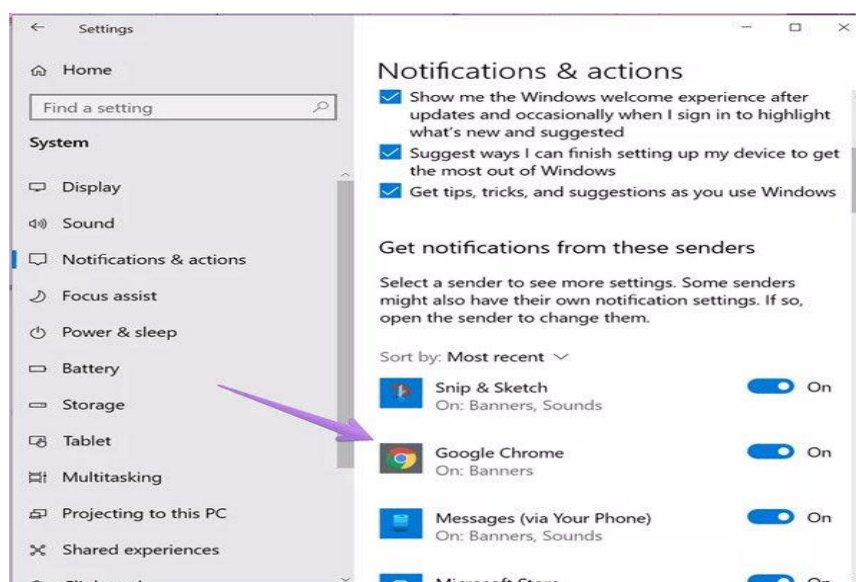 Settings
Home
Find a setting
System
Display
Sound
Notifications & actions
Focus assist
Power & sleep
Battery
Storage
Tablet
Multitasking
Projecting to this PC
Shared experiences
Notifications & actions
Show me the Windows welcome experience after
updates and occasionally when I sign in to highlight
what's new and suggested
Suggest ways I can finish setting up my device to get
the most out of Windows
Get tips, tricks, and suggestions as you use Windows
Get notifications from these senders
Select a sender to see more settings. Some senders
might also have their own notification settings. If so,
open the sender to change them.
Sort by: Most recent
Snip & Sketch
On: Banners, Sounds
On
Google Chrome
On: Banners
On
Messages (via Your Phone)
On: Banners, Sounds
On
Microsoft Store
On